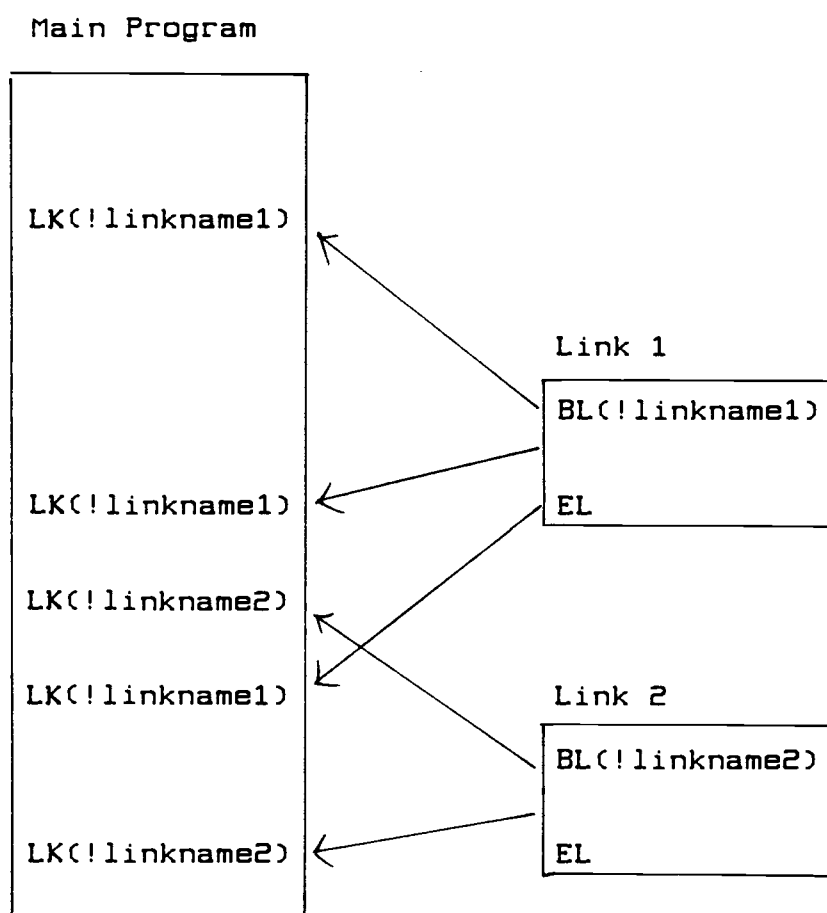 Main Program
LK(!linkname1)
Link 1
BL(!linkname1)
LK(!linkname1)
EL
LK(!linkname2)
LK(!linkname1)
Link 2
BL(!linkname2)
LK(!linkname2)
EL